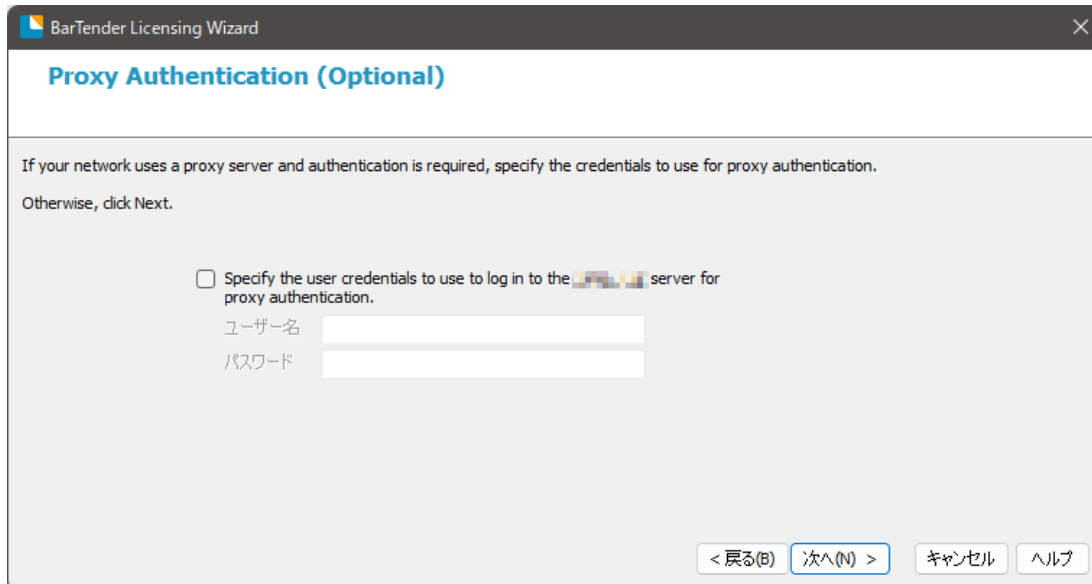 BarTender Licensing Wizard
Proxy Authentication (Optional)
If your network uses a proxy server and authentication is required, specify the credentials to use for proxy authentication.
Otherwise, click Next.
Specify the user credentials to use to log in to the server for
proxy authentication.
ユーザー名
パスワード
< 戻る(B) 次へ(N) > キャンセル ヘルプ